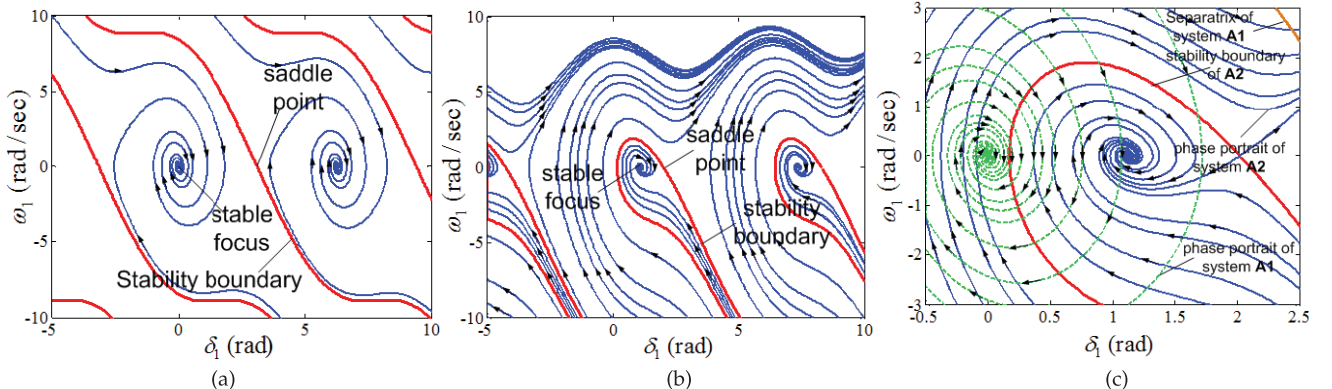 10
5
0
-5
-10
-5
0
5
10
ω₁ (rad / sec)
δ₁ (rad)
saddle
point
stable
focus
Stability boundary
(a)
10
5
0
-5
-10
-5
0
5
10
ω₁ (rad / sec)
δ₁ (rad)
stable
focus
saddle
point
stability
boundary
(b)
3
2
1
0
-1
-2
-3
-0.5
0
0.5
1
1.5
2
2.5
ω₁ (rad / sec)
δ₁ (rad)
Separatrix of
system A1
stability boundary
of A2
phase portrait of
system A2
phase portrait of
system A1
(c)